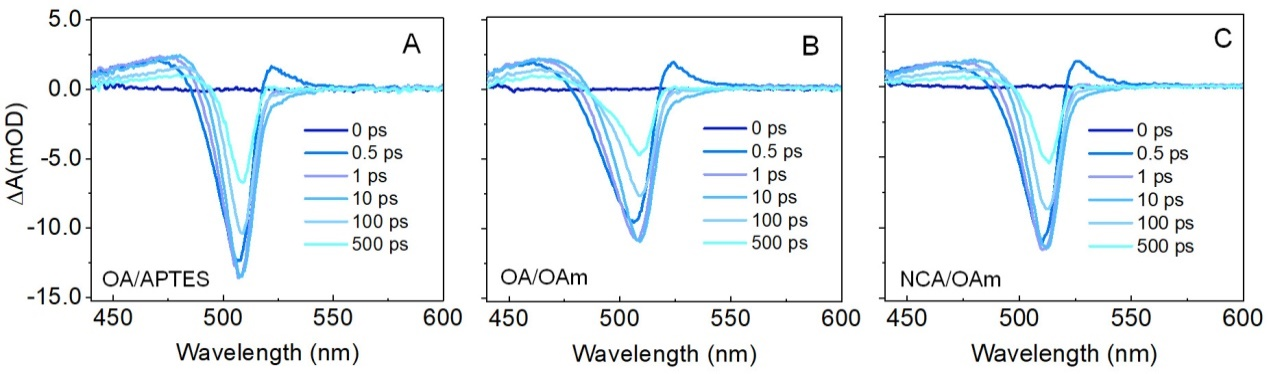 A
B
C
5.0
0.0
-5.0
-10.0
-15.0
ΔA(mOD)
0 ps
0.5 ps
1 ps
10 ps
100 ps
500 ps
OA/APTES
450 500 550 600
Wavelength (nm)
0 ps
0.5 ps
1 ps
10 ps
100 ps
500 ps
OA/OAm
450 500 550 600
Wavelength (nm)
0 ps
0.5 ps
1 ps
10 ps
100 ps
500 ps
NCA/OAm
450 500 550 600
Wavelength (nm)